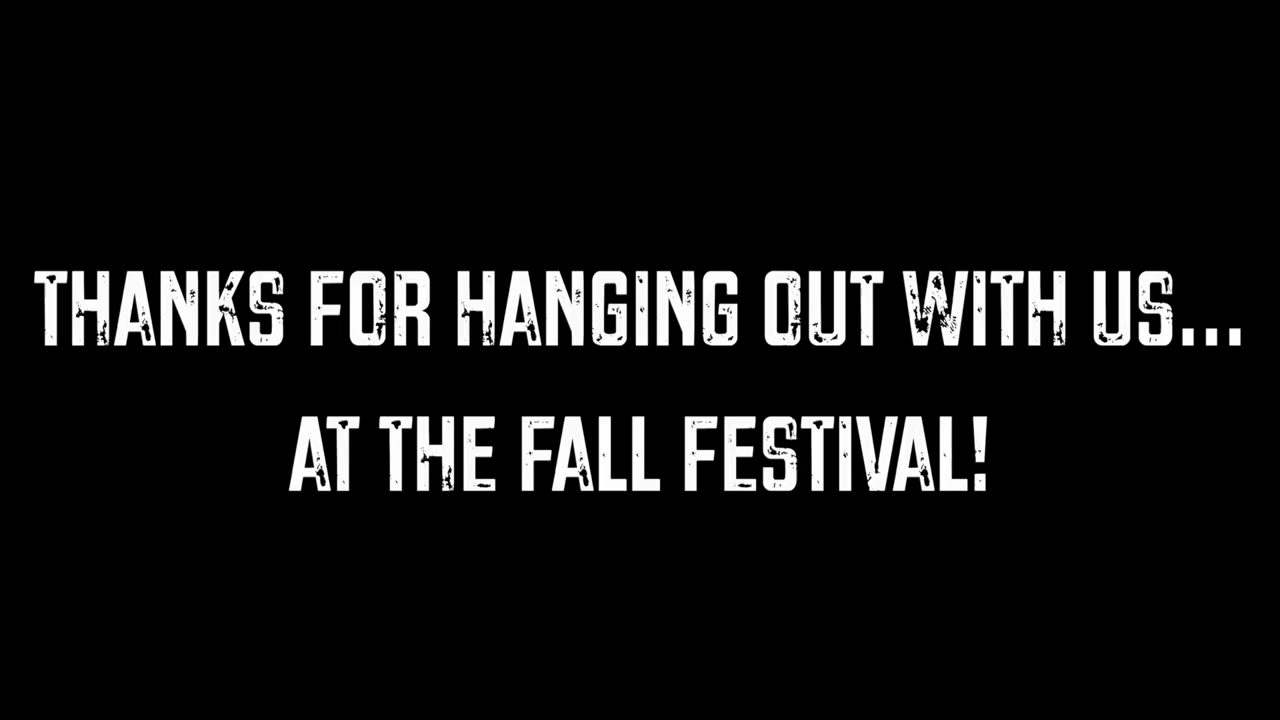 THANKS FOR HANGING OUT WITH US...
AT THE FALL FESTIVAL!